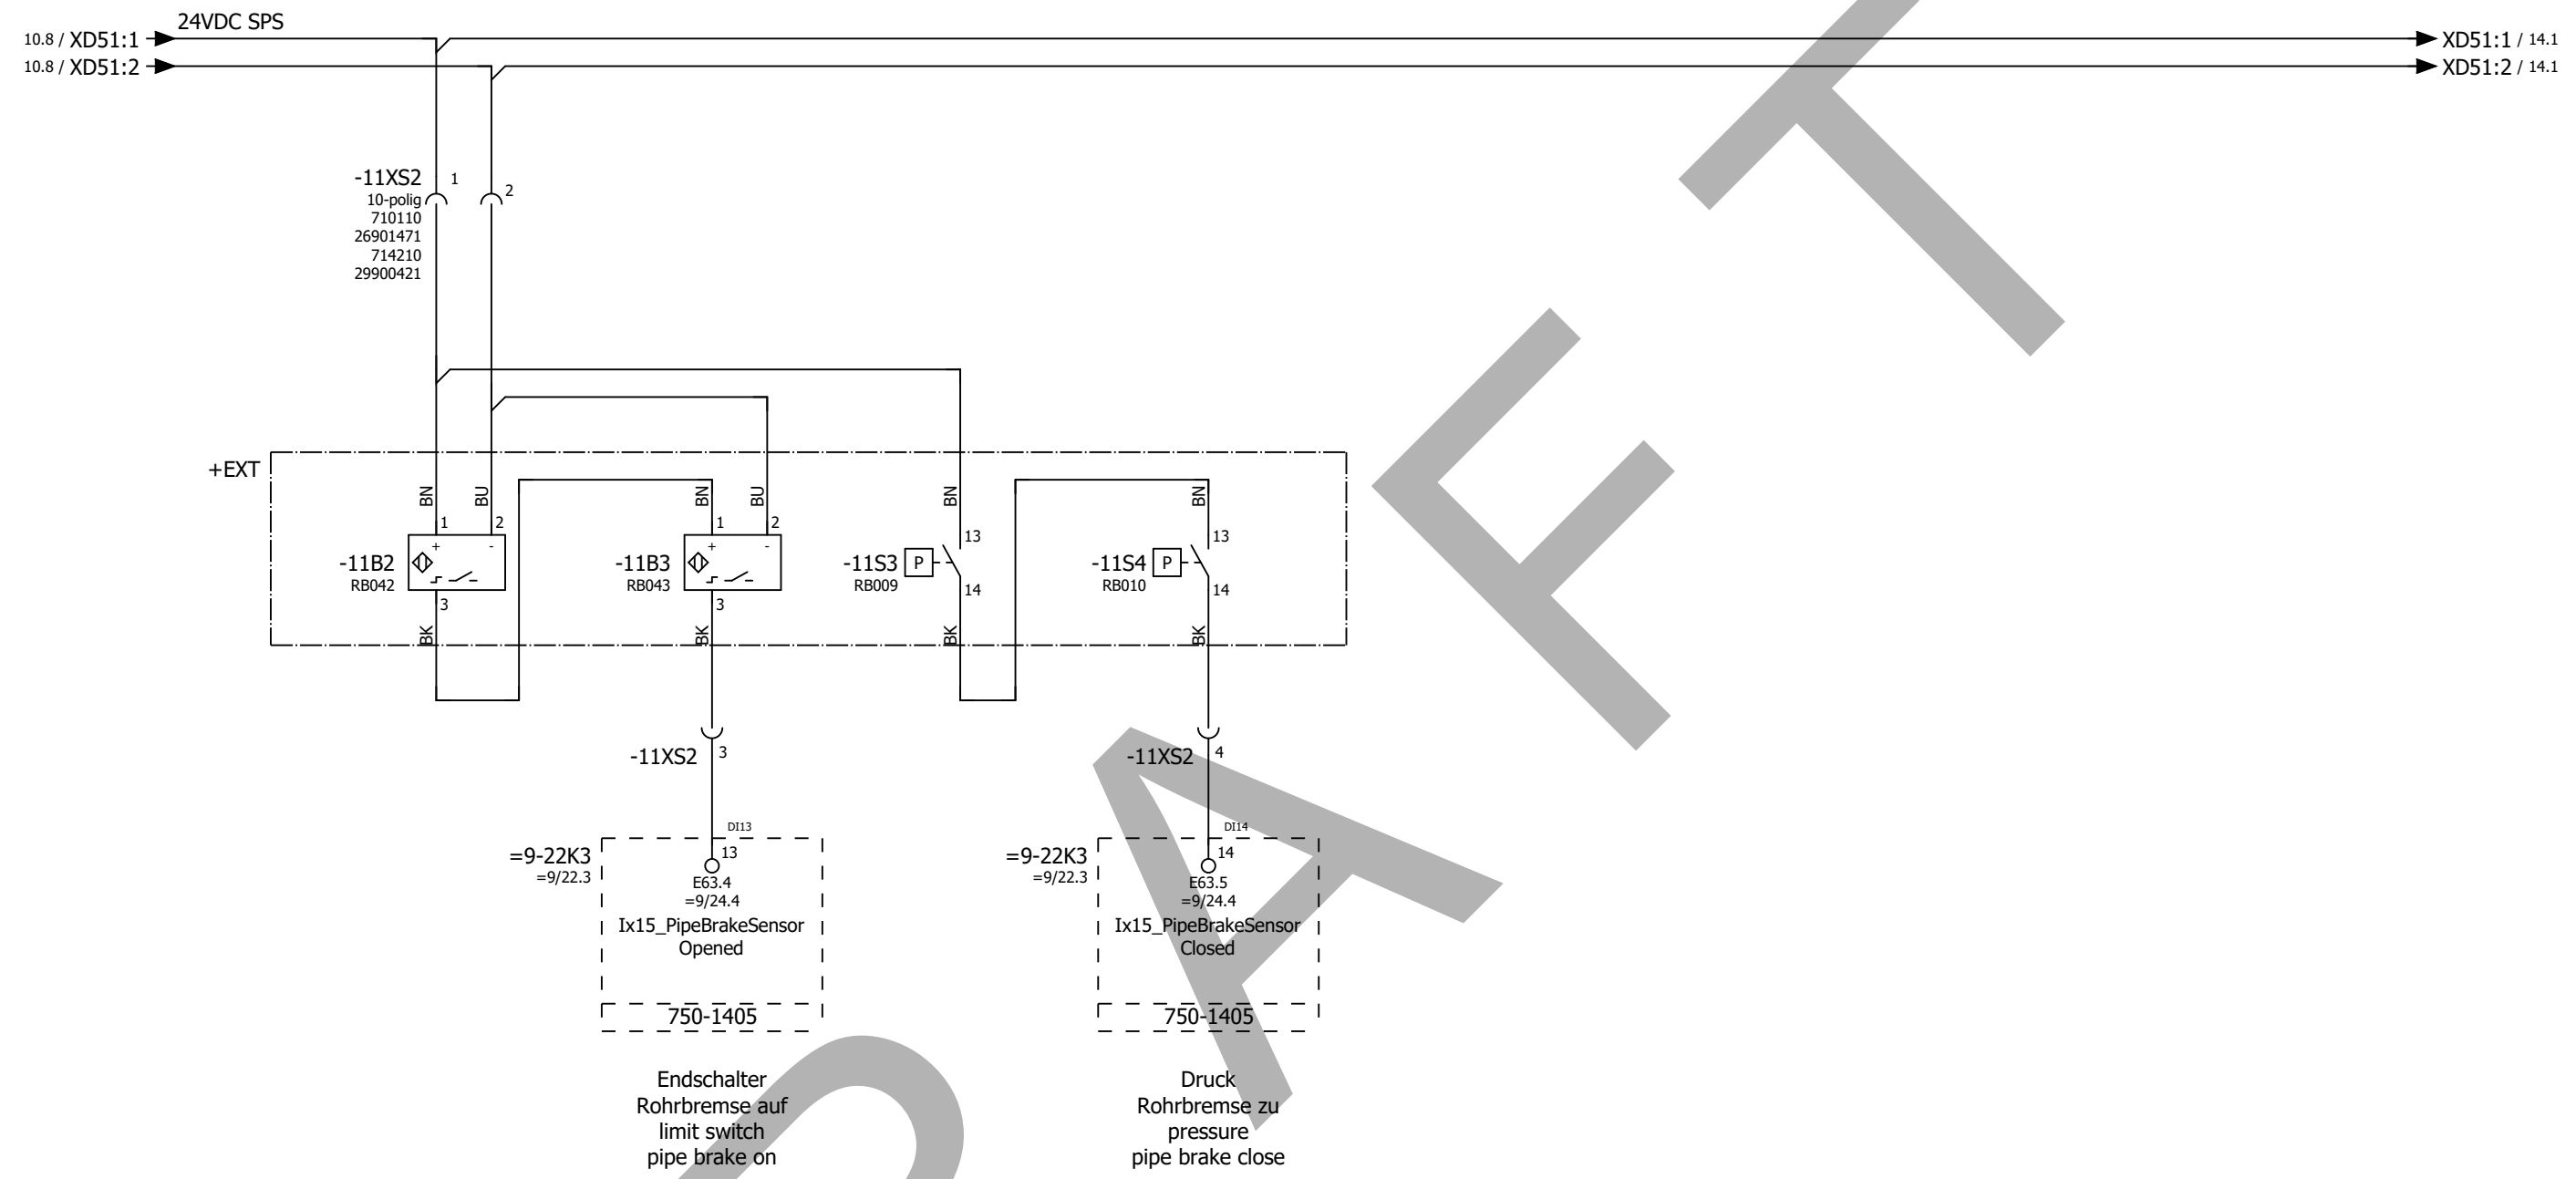 24VDC SPS
10.8 / XD51:1
XD51:1 / 14.1
10.8 / XD51:2
XD51:2 / 14.1
-11XS2
1
2
10-polig
710110
26901471
714210
29900421
+EXT
BN
BU
BN
BU
BN
BN
1
2
1
2
13
13
+
-
+
-
-11B2
RB042
-11B3
RB043
-11S3
RB009
P
-11S4
RB010
P
3
3
14
14
BK
BK
BK
BK
-11XS2
3
-11XS2
4
DI13
DI14
=9-22K3
=9/22.3
13
E63.4
=9/24.4
Ix15_PipeBrakeSensor
Opened
750-1405
=9-22K3
=9/22.3
14
E63.5
=9/24.4
Ix15_PipeBrakeSensor
Closed
750-1405
Endschalter
Rohrbremse auf
limit switch
pipe brake on
Druck
Rohrbremse zu
pressure
pipe brake close
A
F
T